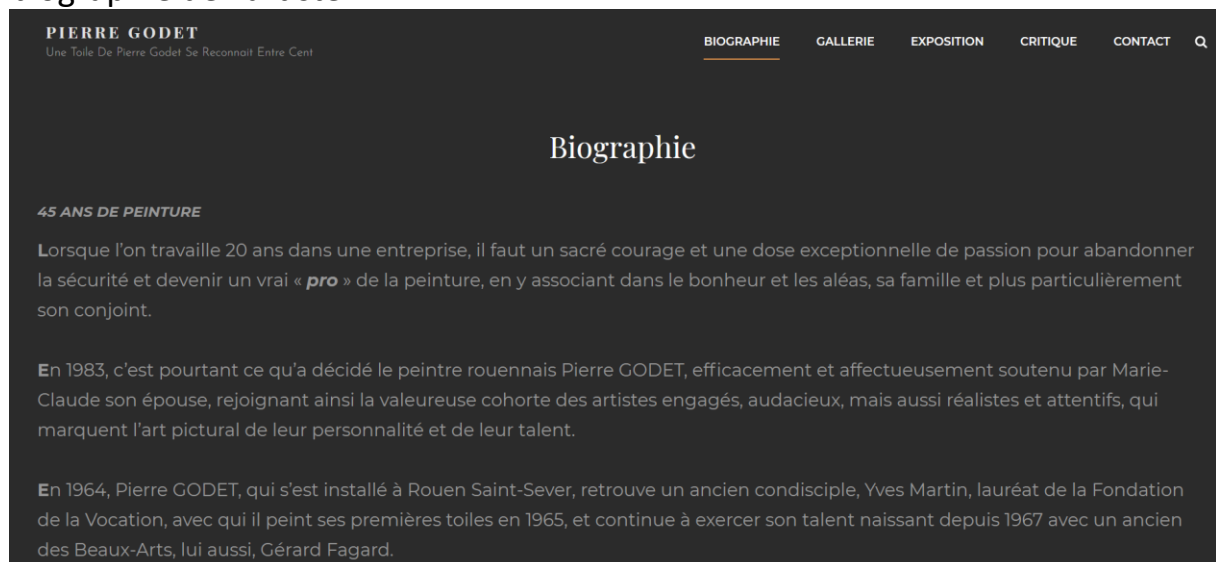 PIERRE GODET
Une Toile De Pierre Godet Se Reconnait Entre Cent
BIOGRAPHIE GALLERIE EXPOSITION CRITIQUE CONTACT
Biographie
45 ANS DE PEINTURE
Lorsque l’on travaille 20 ans dans une entreprise, il faut un sacré courage et une dose exceptionnelle de passion pour abandonner
la sécurité et devenir un vrai « pro » de la peinture, en y associant dans le bonheur et les aléas, sa famille et plus particulièrement
son conjoint.
En 1983, c’est pourtant ce qu’a décidé le peintre rouennais Pierre GODET, efficacement et affectueusement soutenu par Marie-
Claude son épouse, rejoignant ainsi la valeureuse cohorte des artistes engagés, audacieux, mais aussi réalistes et attentifs, qui
marquent l’art pictural de leur personnalité et de leur talent.
En 1964, Pierre GODET, qui s’est installé à Rouen Saint-Sever, retrouve un ancien condisciple, Yves Martin, lauréat de la Fondation
de la Vocation, avec qui il peint ses premières toiles en 1965, et continue à exercer son talent naissant depuis 1967 avec un ancien
des Beaux-Arts, lui aussi, Gérard Fagard.